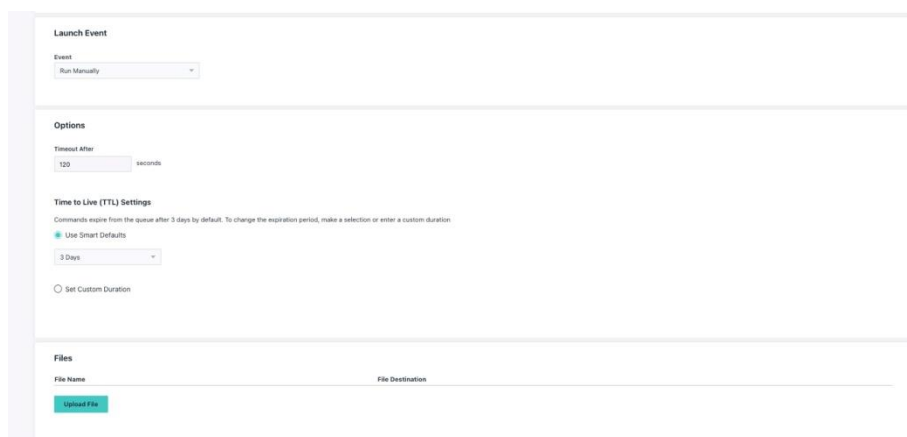 Launch Event
Event
Run Manually
Options
Timeout After
120 seconds
Time to Live (TTL) Settings
Commands expire from the queue after 3 days by default. To change the expiration period, make a selection or enter a custom duration
Use Smart Defaults
3 Days
Set Custom Duration
Files
File Name File Destination
Upload File